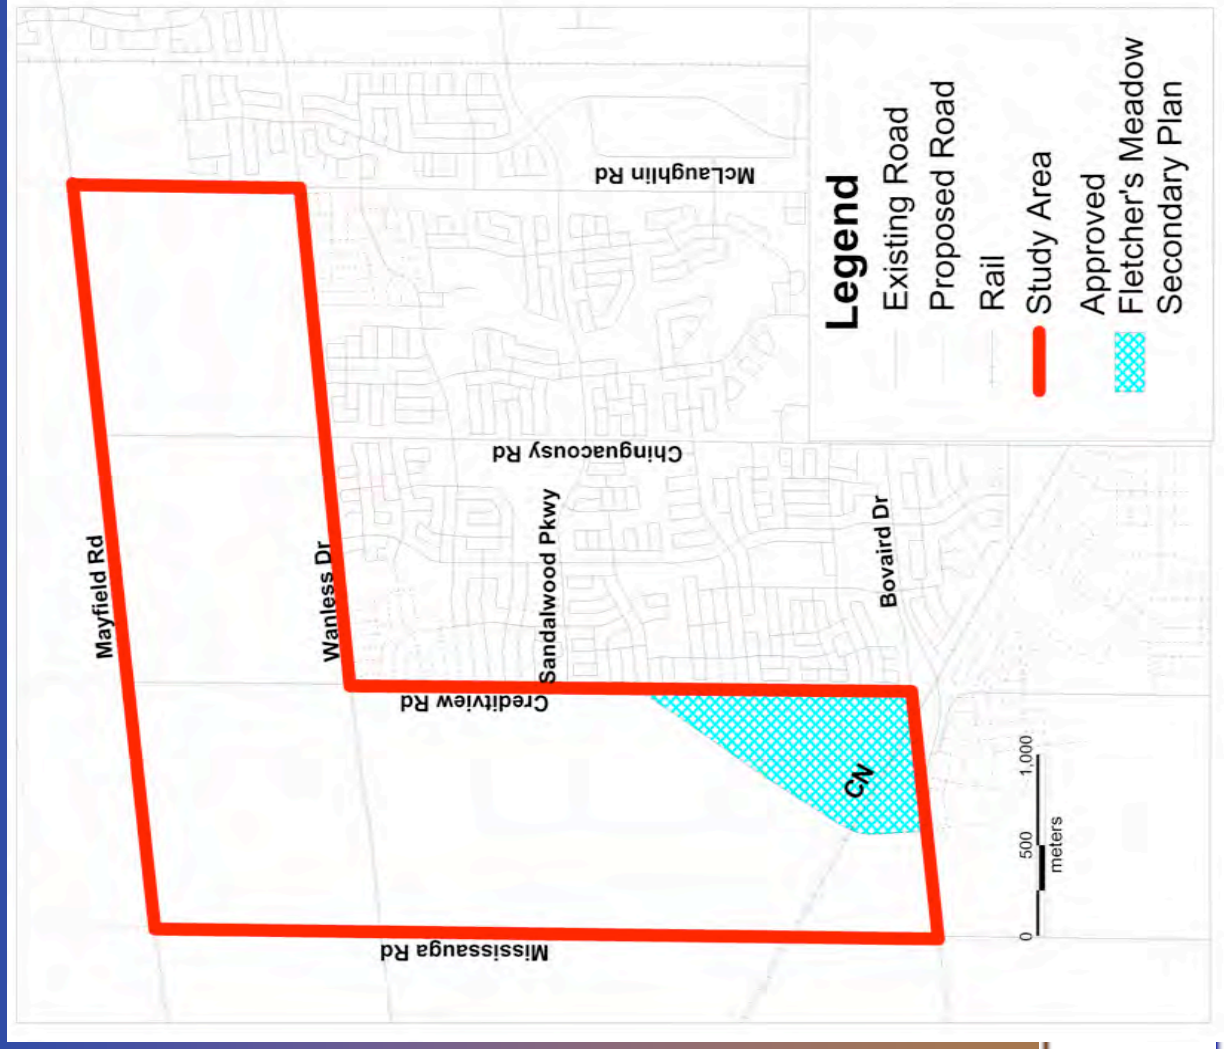 Mayfield Rd
Wanless Dr
McLaughlin Rd
Chinguacousy Rd
Sandalwood Pkwy
Creditview Rd
Bovaird Dr
CN
Mississauga Rd
0 500 1,000
meters
Legend
Existing Road
Proposed Road
Rail
Study Area
Approved
Fletcher's Meadow
Secondary Plan